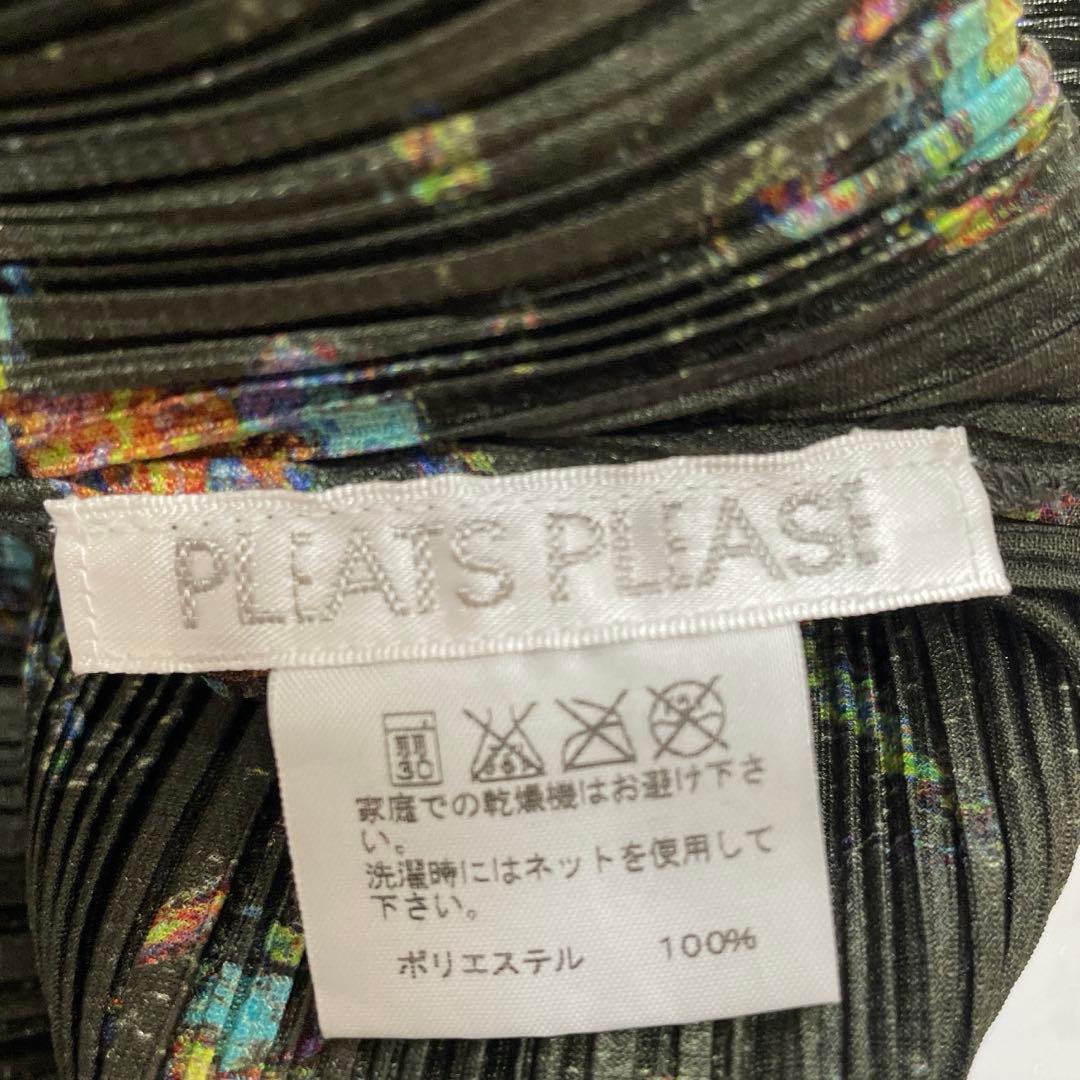 PLEATS PLEASE
弱
30
家庭での乾燥機はお避け下さ
い。
洗濯時にはネットを使用して
下さい。
ポリエステル 100%